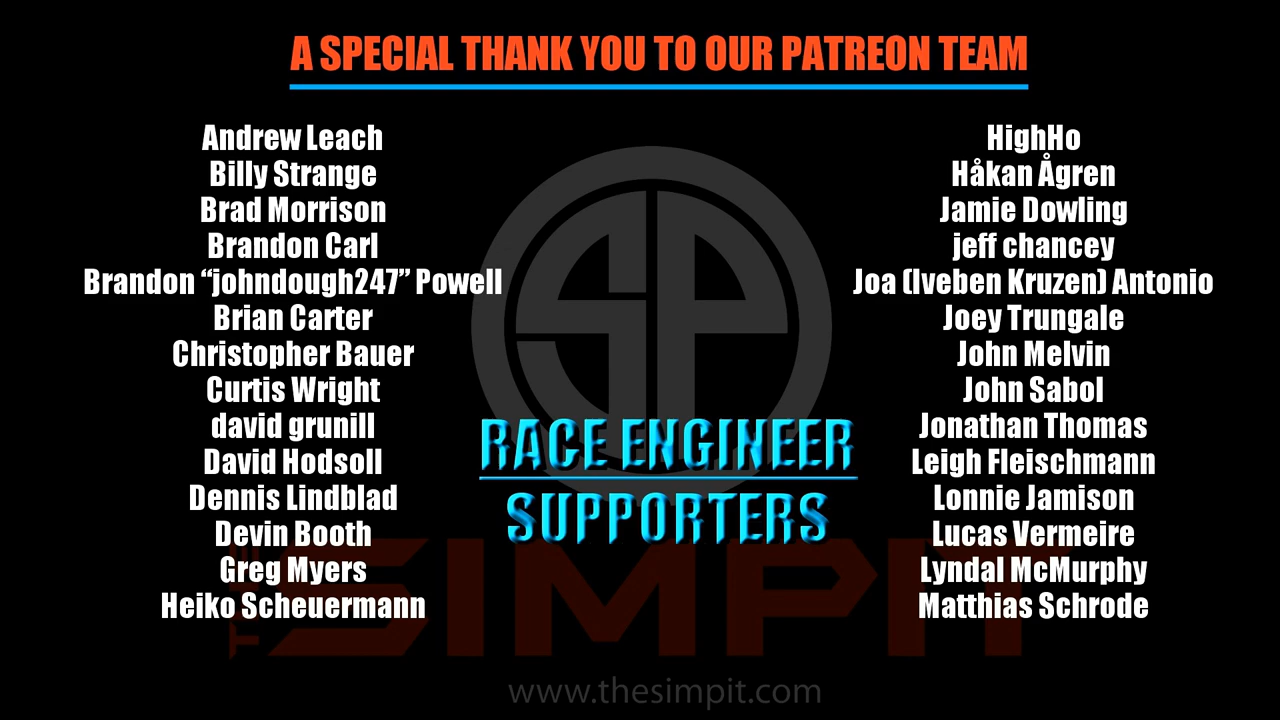 A SPECIAL THANK YOU TO OUR PATREON TEAM
Andrew Leach
Billy Strange
Brad Morrison
Brandon Carl
Brandon “johndough247” Powell
Brian Carter
Christopher Bauer
Curtis Wright
david grunill
David Hodsoll
Dennis Lindblad
Devin Booth
Greg Myers
Heiko Scheuermann
SP
RACE ENGINEER
SUPPORTERS
HighHo
Håkan Ågren
Jamie Dowling
jeff chancey
Joa (Iveben Kruzen) Antonio
Joey Trungale
John Melvin
John Sabol
Jonathan Thomas
Leigh Fleischmann
Lonnie Jamison
Lucas Vermeire
Lyndal McMurphy
Matthias Schrode
THE SIMPIT
www.thesimpit.com